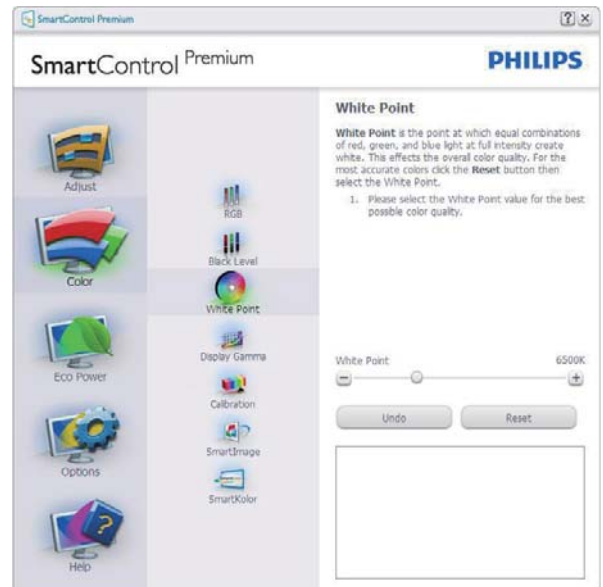 SmartControl Premium
SmartControl Premium
PHILIPS
Adjust
Color
Eco Power
Options
Help
RGB
Black Level
White Point
Display Gamma
Calibration
SmartImage
SmartKolor
White Point
White Point is the point at which equal combinations
of red, green, and blue light at full intensity create
white. This effects the overall color quality. For the
most accurate colors click the Reset button then
select the White Point.
1. Please select the White Point value for the best
possible color quality.
White Point 6500K
Undo Reset